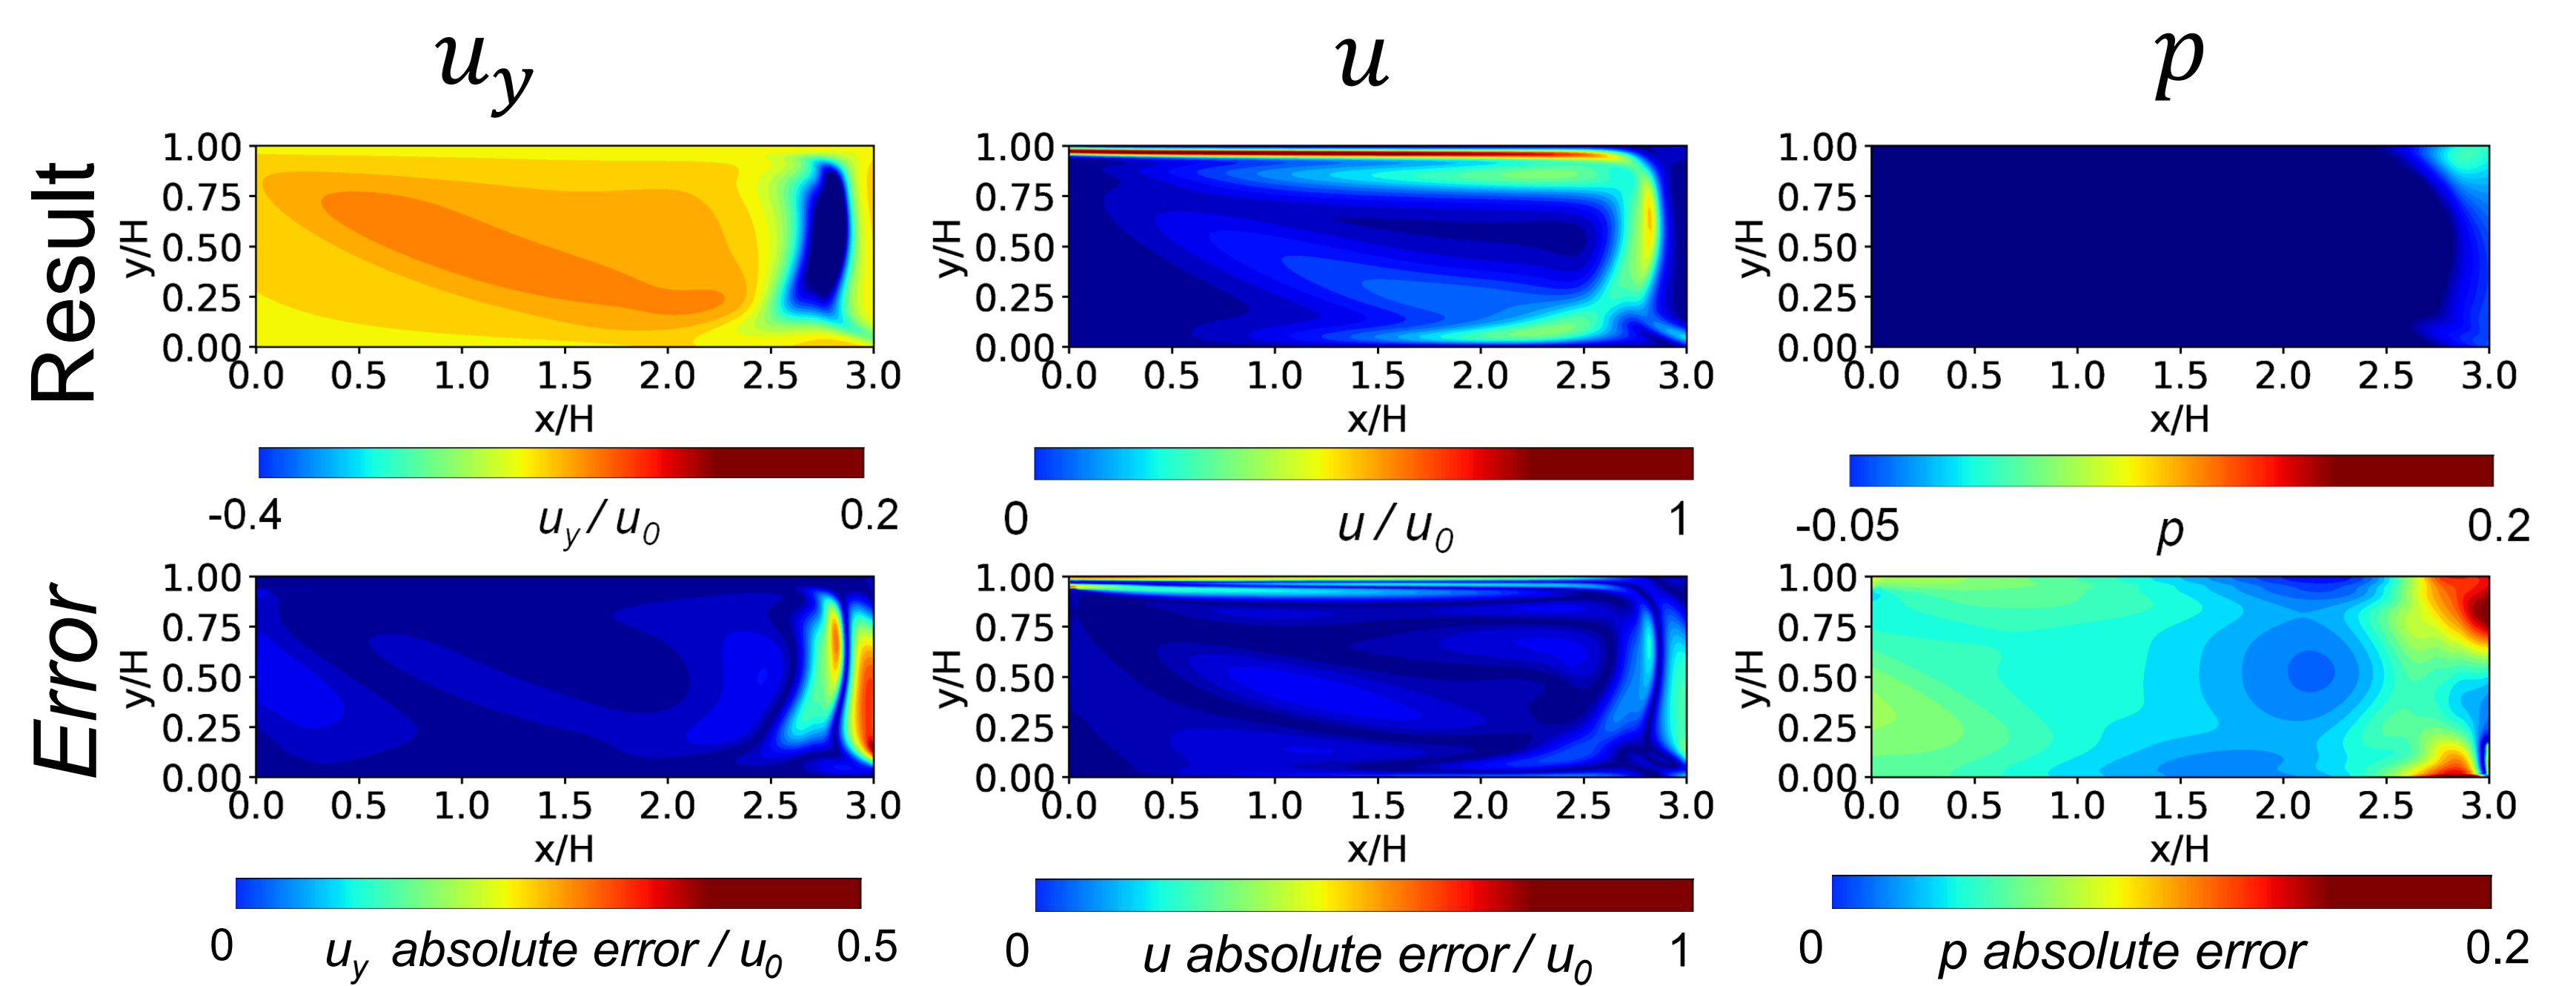 u_y u p
Result
1.00 0.75 0.50 0.25 0.00
y/H
0.0 0.5 1.0 1.5 2.0 2.5 3.0
x/H
-0.4 u_y / u_0 0.2
1.00 0.75 0.50 0.25 0.00
y/H
0.0 0.5 1.0 1.5 2.0 2.5 3.0
x/H
0 u / u_0 1
1.00 0.75 0.50 0.25 0.00
y/H
0.0 0.5 1.0 1.5 2.0 2.5 3.0
x/H
-0.05 p 0.2
Error
1.00 0.75 0.50 0.25 0.00
y/H
0.0 0.5 1.0 1.5 2.0 2.5 3.0
x/H
0 u_y absolute error / u_0 0.5
1.00 0.75 0.50 0.25 0.00
y/H
0.0 0.5 1.0 1.5 2.0 2.5 3.0
x/H
0 u absolute error / u_0 1
1.00 0.75 0.50 0.25 0.00
y/H
0.0 0.5 1.0 1.5 2.0 2.5 3.0
x/H
0 p absolute error 0.2